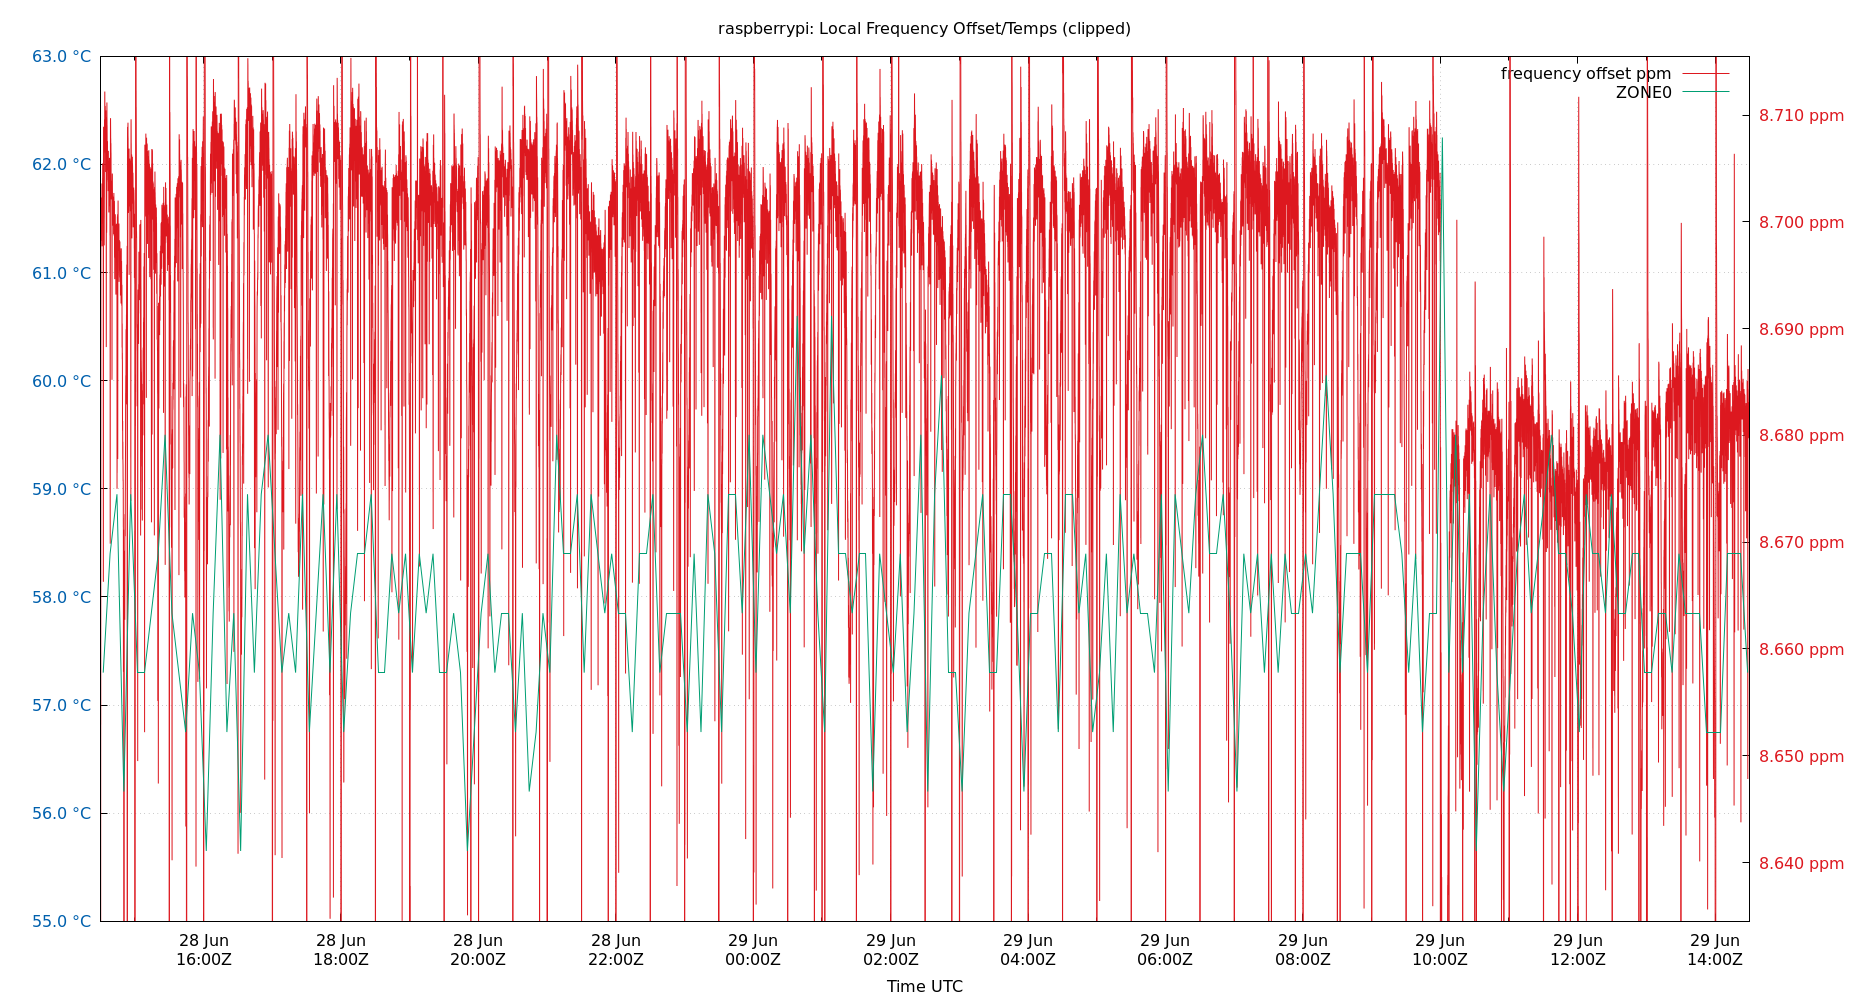 raspberrypi: Local Frequency Offset/Temps (clipped)
63.0 °C
62.0 °C
61.0 °C
60.0 °C
59.0 °C
58.0 °C
57.0 °C
56.0 °C
55.0 °C
frequency offset ppm
ZONE0
8.710 ppm
8.700 ppm
8.690 ppm
8.680 ppm
8.670 ppm
8.660 ppm
8.650 ppm
8.640 ppm
28 Jun
16:00Z
28 Jun
18:00Z
28 Jun
20:00Z
28 Jun
22:00Z
29 Jun
00:00Z
29 Jun
02:00Z
29 Jun
04:00Z
29 Jun
06:00Z
29 Jun
08:00Z
29 Jun
10:00Z
29 Jun
12:00Z
29 Jun
14:00Z
Time UTC